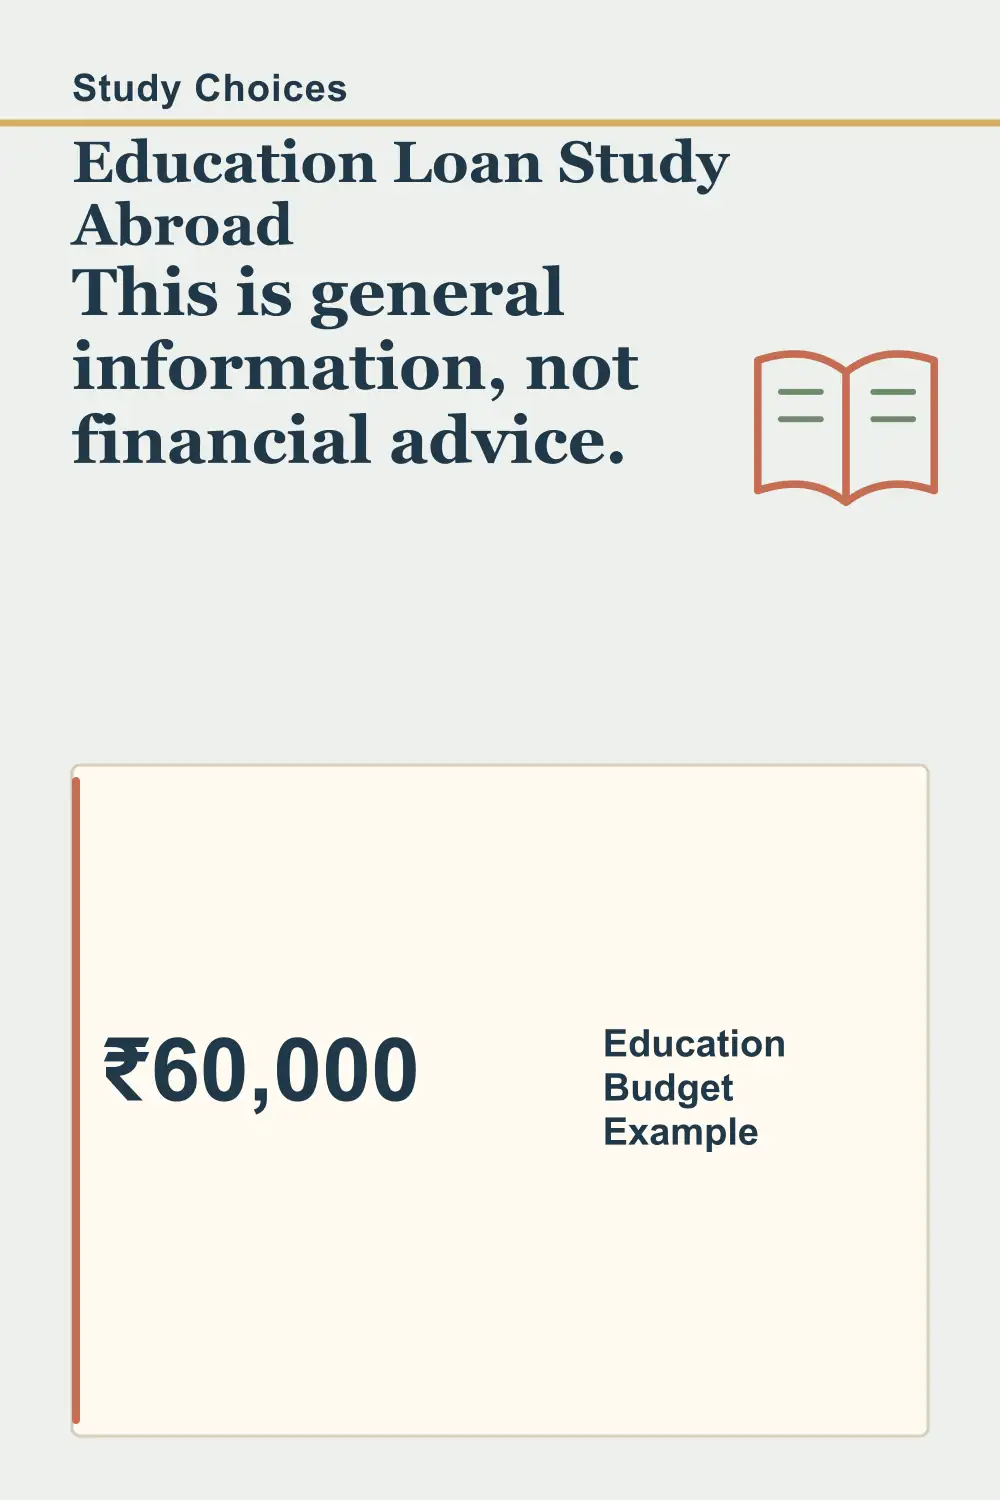 Study Choices
Education Loan Study
Abroad
This is general
information, not
financial advice.
₹60,000
Education
Budget
Example